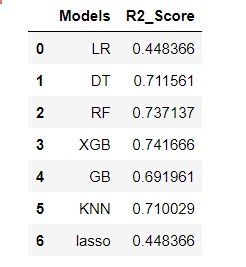 Models R2_Score
0 LR 0.448366
1 DT 0.711561
2 RF 0.737137
3 XGB 0.741666
4 GB 0.691961
5 KNN 0.710029
6 lasso 0.448366